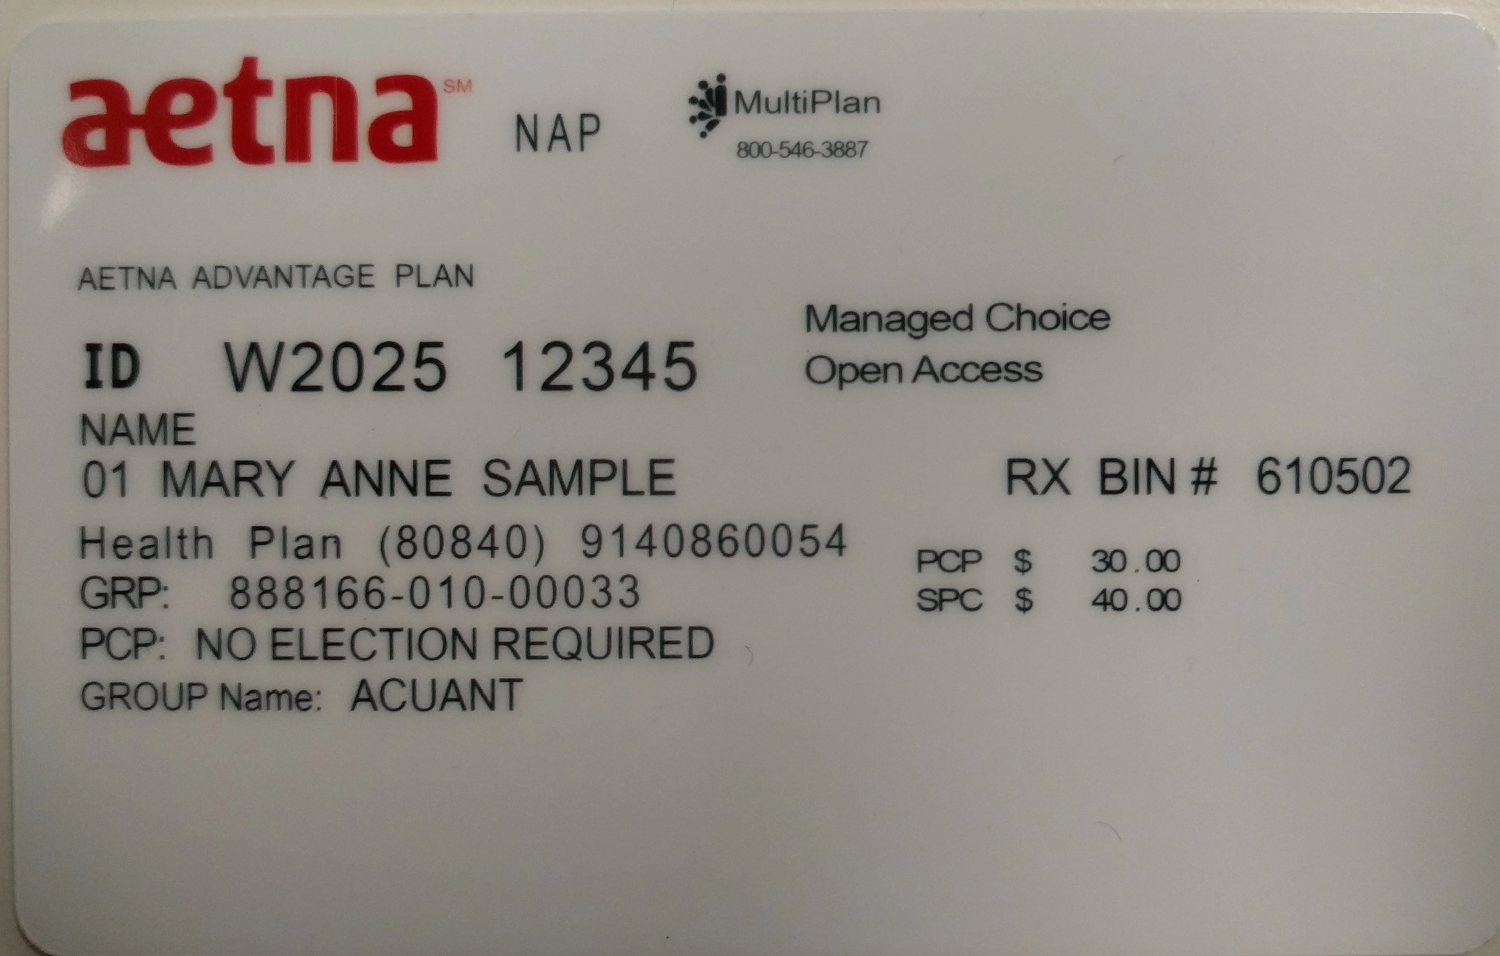 aetna℠ NAP MultiPlan
800-546-3887
AETNA ADVANTAGE PLAN
Managed Choice
Open Access
ID W2025 12345
NAME
01 MARY ANNE SAMPLE
RX BIN # 610502
Health Plan (80840) 9140860054
GRP: 888166-010-00033
PCP: NO ELECTION REQUIRED
GROUP Name: ACUANT
PCP $ 30.00
SPC $ 40.00